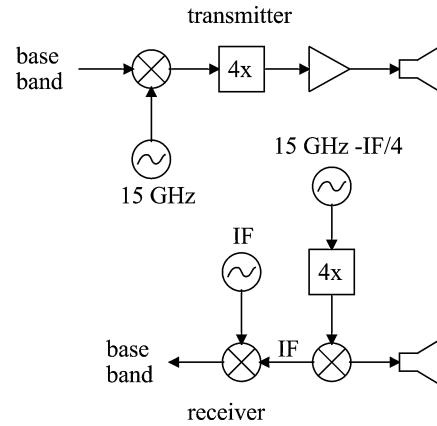 transmitter
base
band
4x
15 GHz
15 GHz -IF/4
IF
4x
base
band
IF
receiver